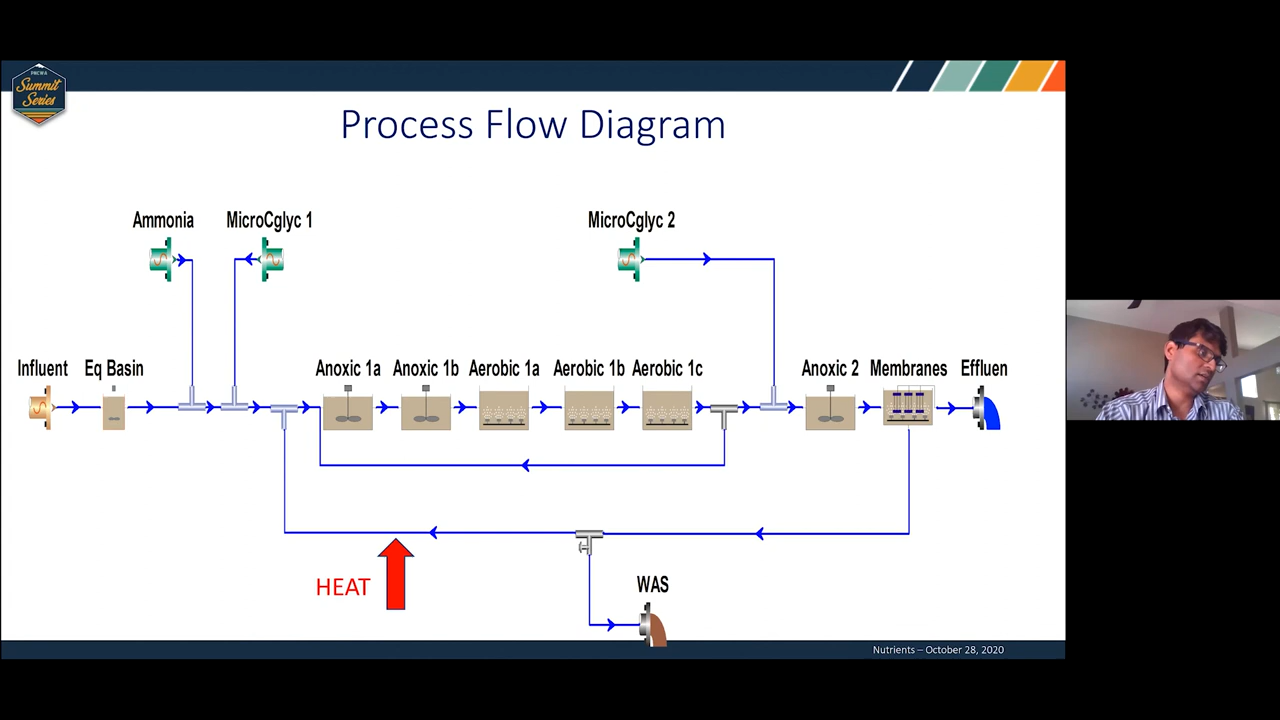 PNCWA
Summit
Series
Process Flow Diagram
Ammonia
MicroCglyc 1
MicroCglyc 2
Influent
Eq Basin
Anoxic 1a
Anoxic 1b
Aerobic 1a
Aerobic 1b
Aerobic 1c
Anoxic 2
Membranes
Effluen
HEAT
WAS
Nutrients – October 28, 2020